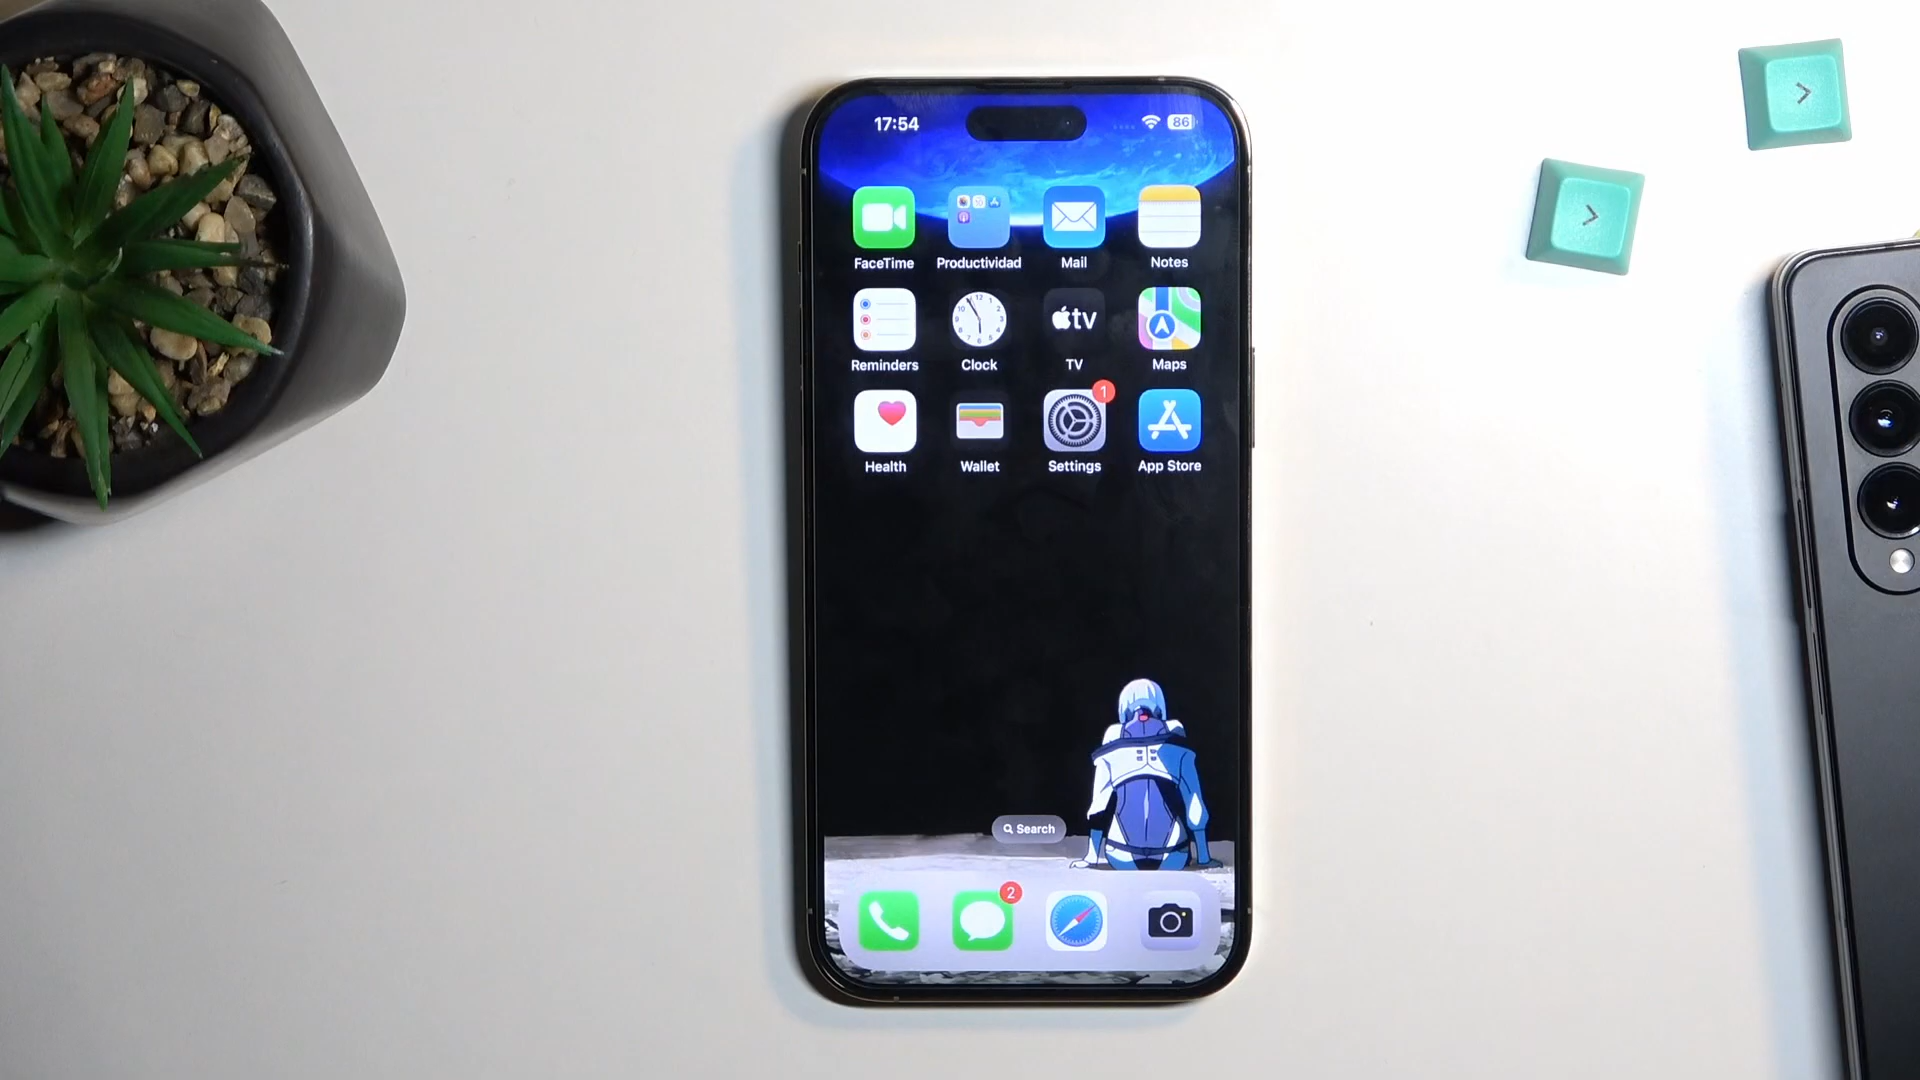 17:54 86
FaceTime Productividad Mail Notes
tv
Reminders Clock TV Maps
1
Health Wallet Settings App Store
Search
2